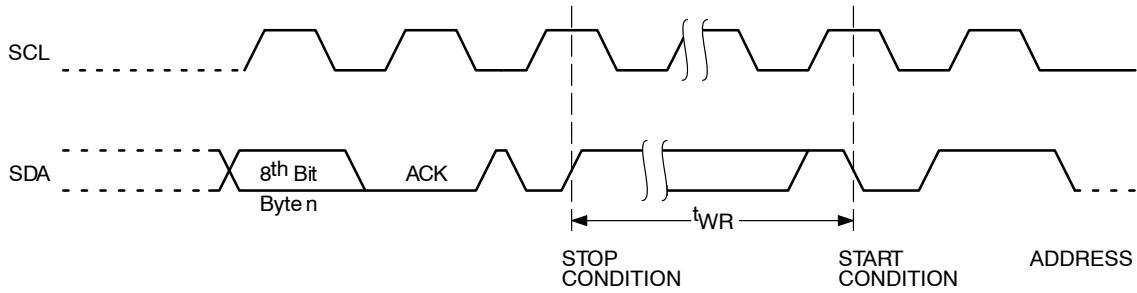 SCL
SDA
8th Bit
Byte n
ACK
tWR
STOP
CONDITION
START
CONDITION
ADDRESS